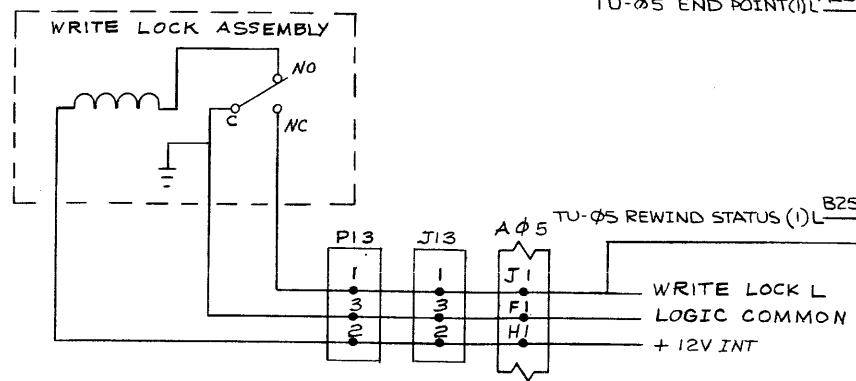 TU-Ø5 END POINT(1)L
WRITE LOCK ASSEMBLY
NO
C
NC
TU-Ø5 REWIND STATUS (1)L
B25
P13
J13
AØ5
1
1
J1
WRITE LOCK L
3
3
F1
LOGIC COMMON
2
2
H1
+12V INT